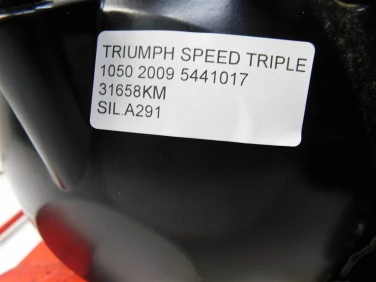 TRIUMPH SPEED TRIPLE
1050 2009 5441017
31658KM
SIL.A291